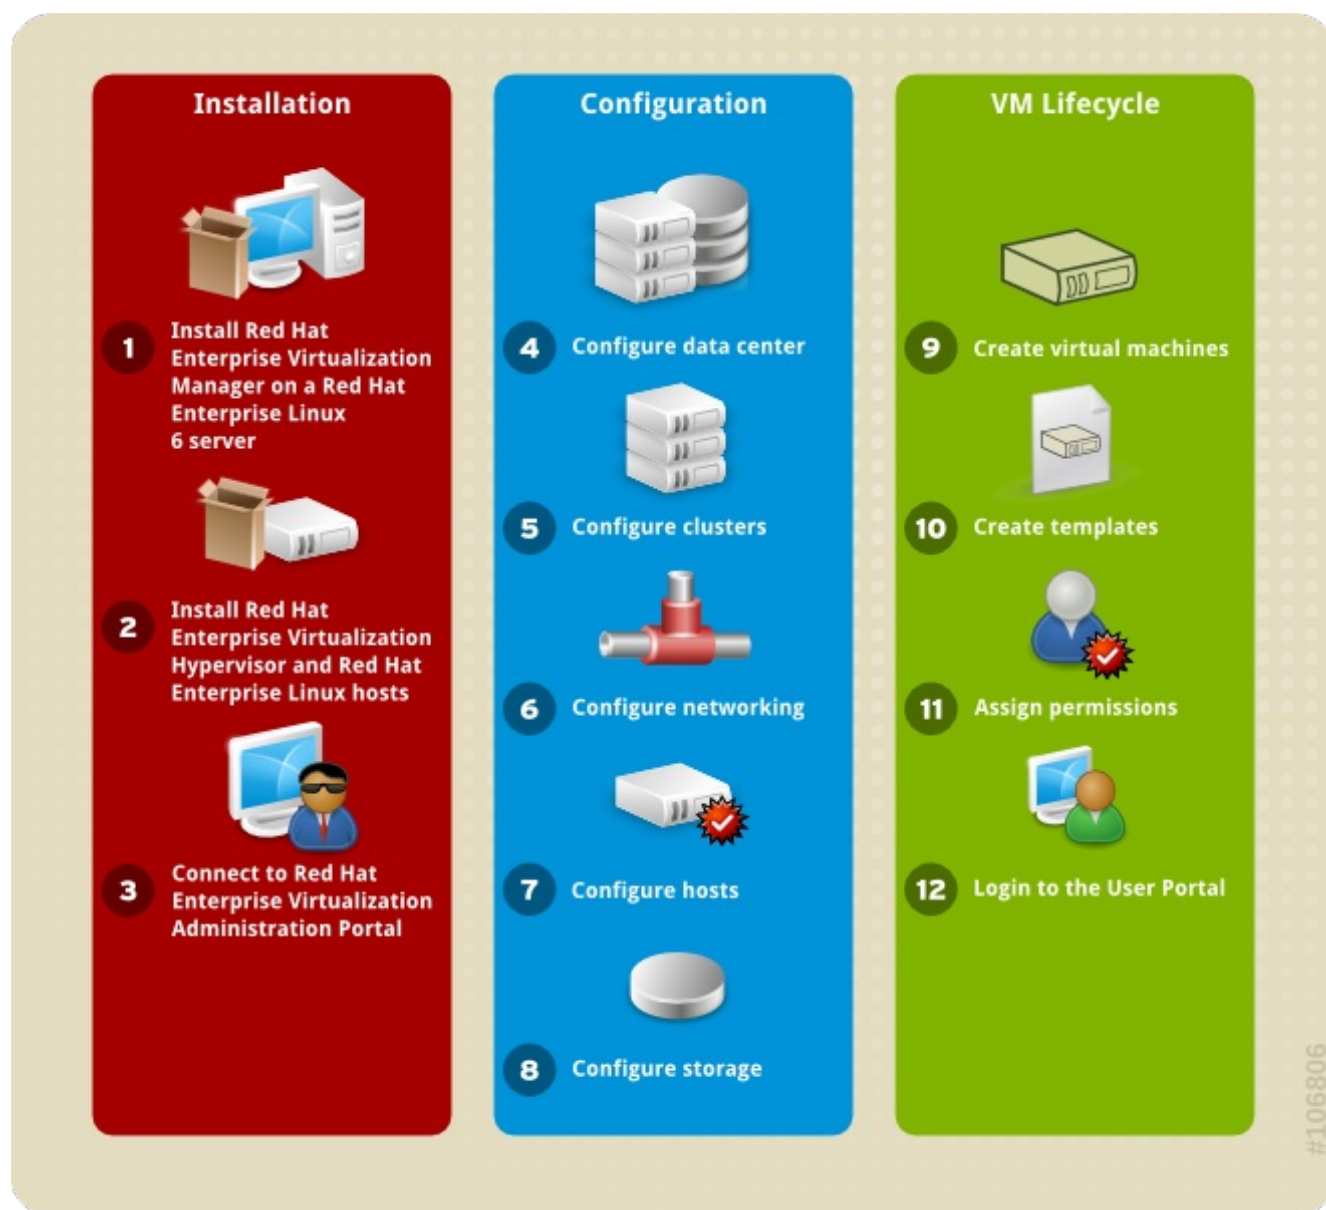 Installation
1
Install Red Hat
Enterprise Virtualization
Manager on a Red Hat
Enterprise Linux
6 server
2
Install Red Hat
Enterprise Virtualization
Hypervisor and Red Hat
Enterprise Linux hosts
3
Connect to Red Hat
Enterprise Virtualization
Administration Portal
Configuration
4 Configure data center
5 Configure clusters
6 Configure networking
7 Configure hosts
8 Configure storage
VM Lifecycle
9 Create virtual machines
10 Create templates
11 Assign permissions
12 Login to the User Portal
#106806